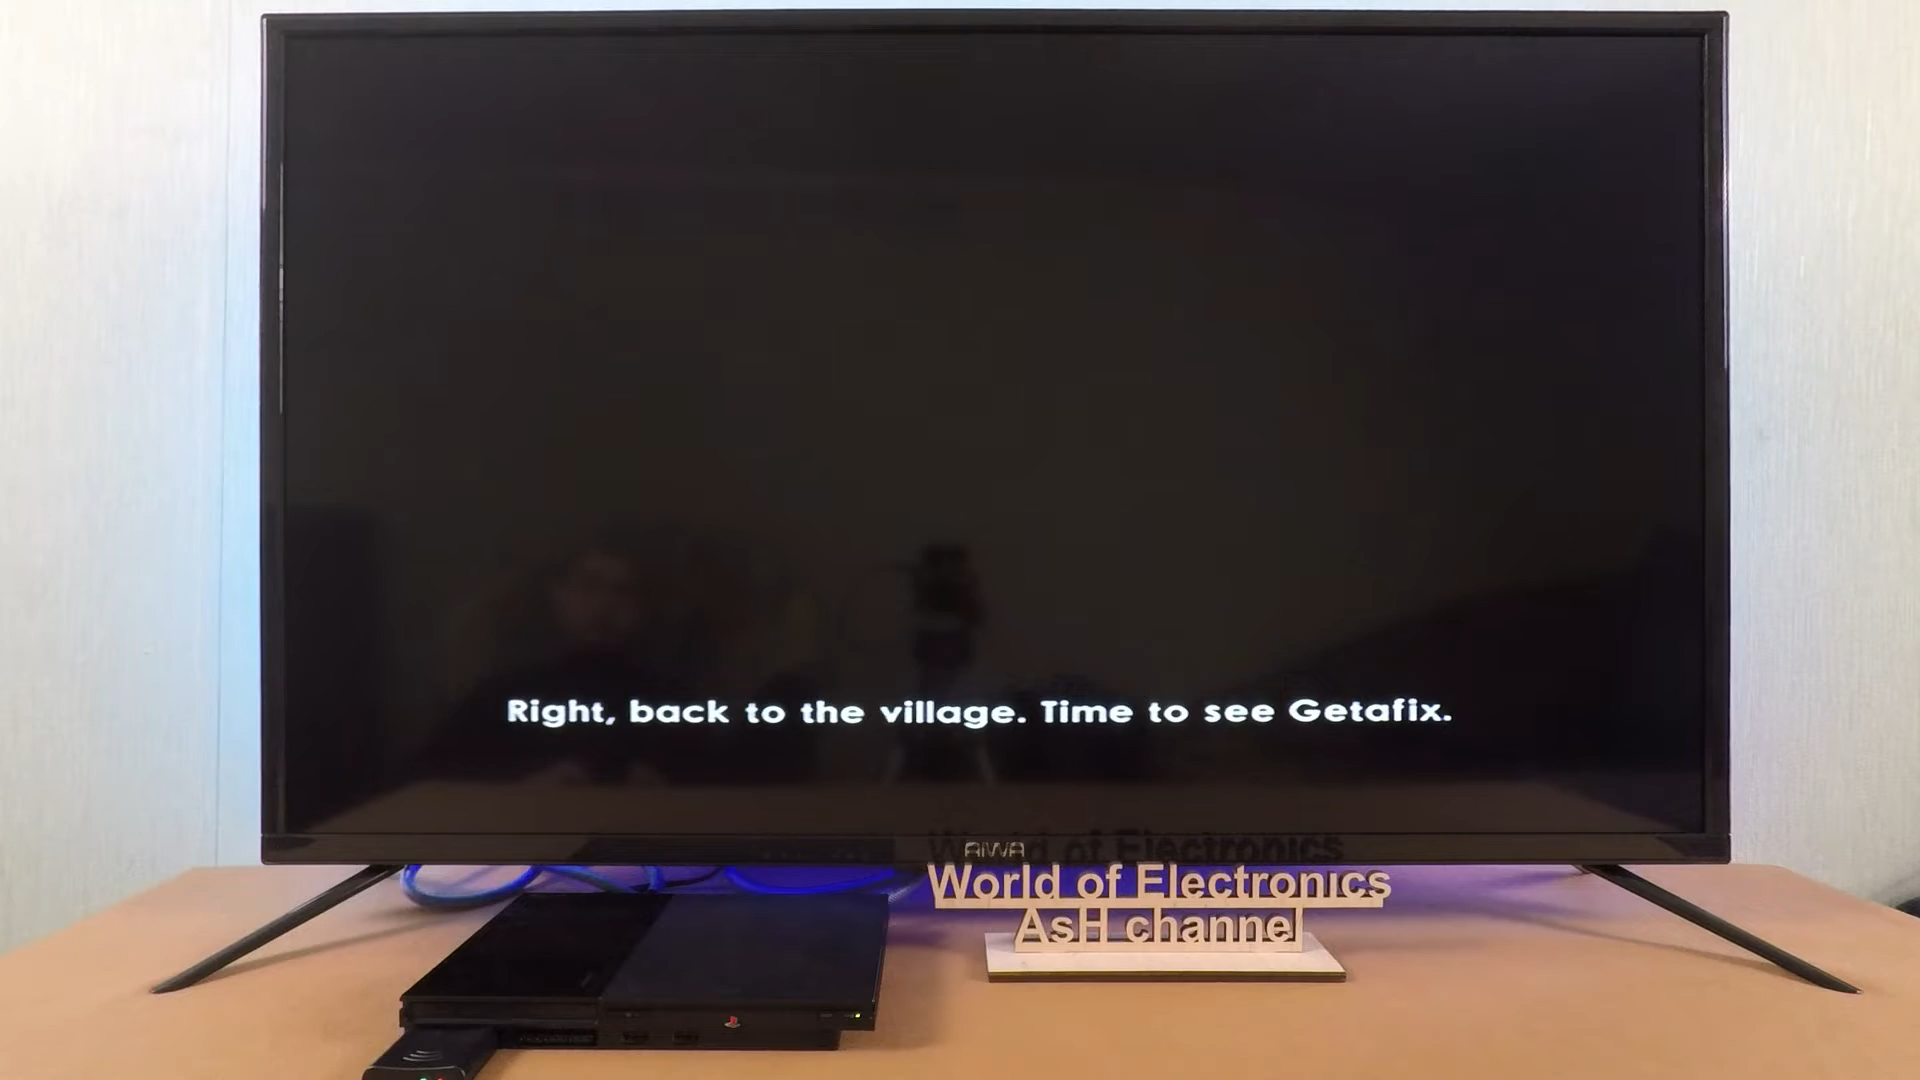 Right, back to the village. Time to see Getafix.
AIWA
World of Electronics
AsH channel